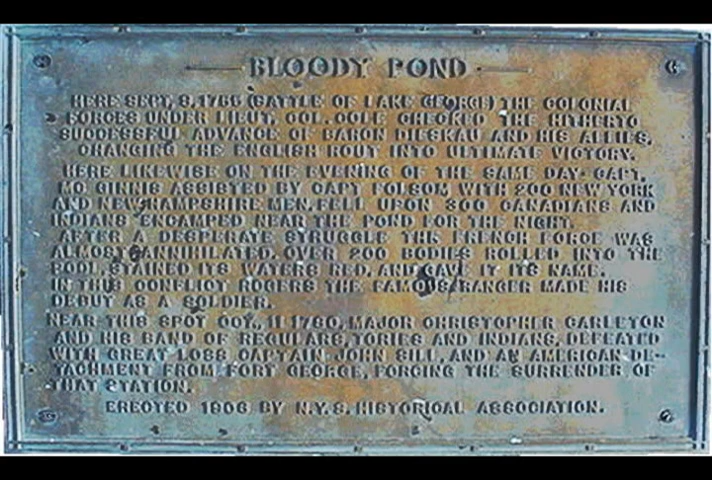 BLOODY POND
HERE SEPT. 8, 1755 (BATTLE OF LAKE GEORGE) THE COLONIAL
FORCES UNDER LIEUT. COL. COLE CHECKED THE HITHERTO
SUCCESSFUL ADVANCE OF BARON DIESKAU AND HIS ALLIES,
CHANGING THE ENGLISH ROUT INTO ULTIMATE VICTORY.
HERE LIKEWISE ON THE EVENING OF THE SAME DAY- CAPT.
MC GINNIS ASSISTED BY CAPT FOLSOM WITH 200 NEW YORK
AND NEW HAMPSHIRE MEN, FELL UPON 300 CANADIANS AND
INDIANS ENCAMPED NEAR THE POND FOR THE NIGHT.
AFTER A DESPERATE STRUGGLE THE FRENCH FORCE WAS
ALMOST ANNIHILATED. OVER 200 BODIES ROLLED INTO THE
POOL, STAINED ITS WATERS RED, AND GAVE IT ITS NAME.
IN THIS CONFLICT ROGERS THE FAMOUS RANGER MADE HIS
DEBUT AS A SOLDIER.
NEAR THIS SPOT OCT., 11 1780, MAJOR CHRISTOPHER CARLETON
AND HIS BAND OF REGULARS, TORIES AND INDIANS, DEFEATED
WITH GREAT LOSS CAPTAIN JOHN SILL, AND AN AMERICAN DE-
TACHMENT FROM FORT GEORGE, FORCING THE SURRENDER OF
THAT STATION.
ERECTED 1906 BY N.Y.S. HISTORICAL ASSOCIATION.